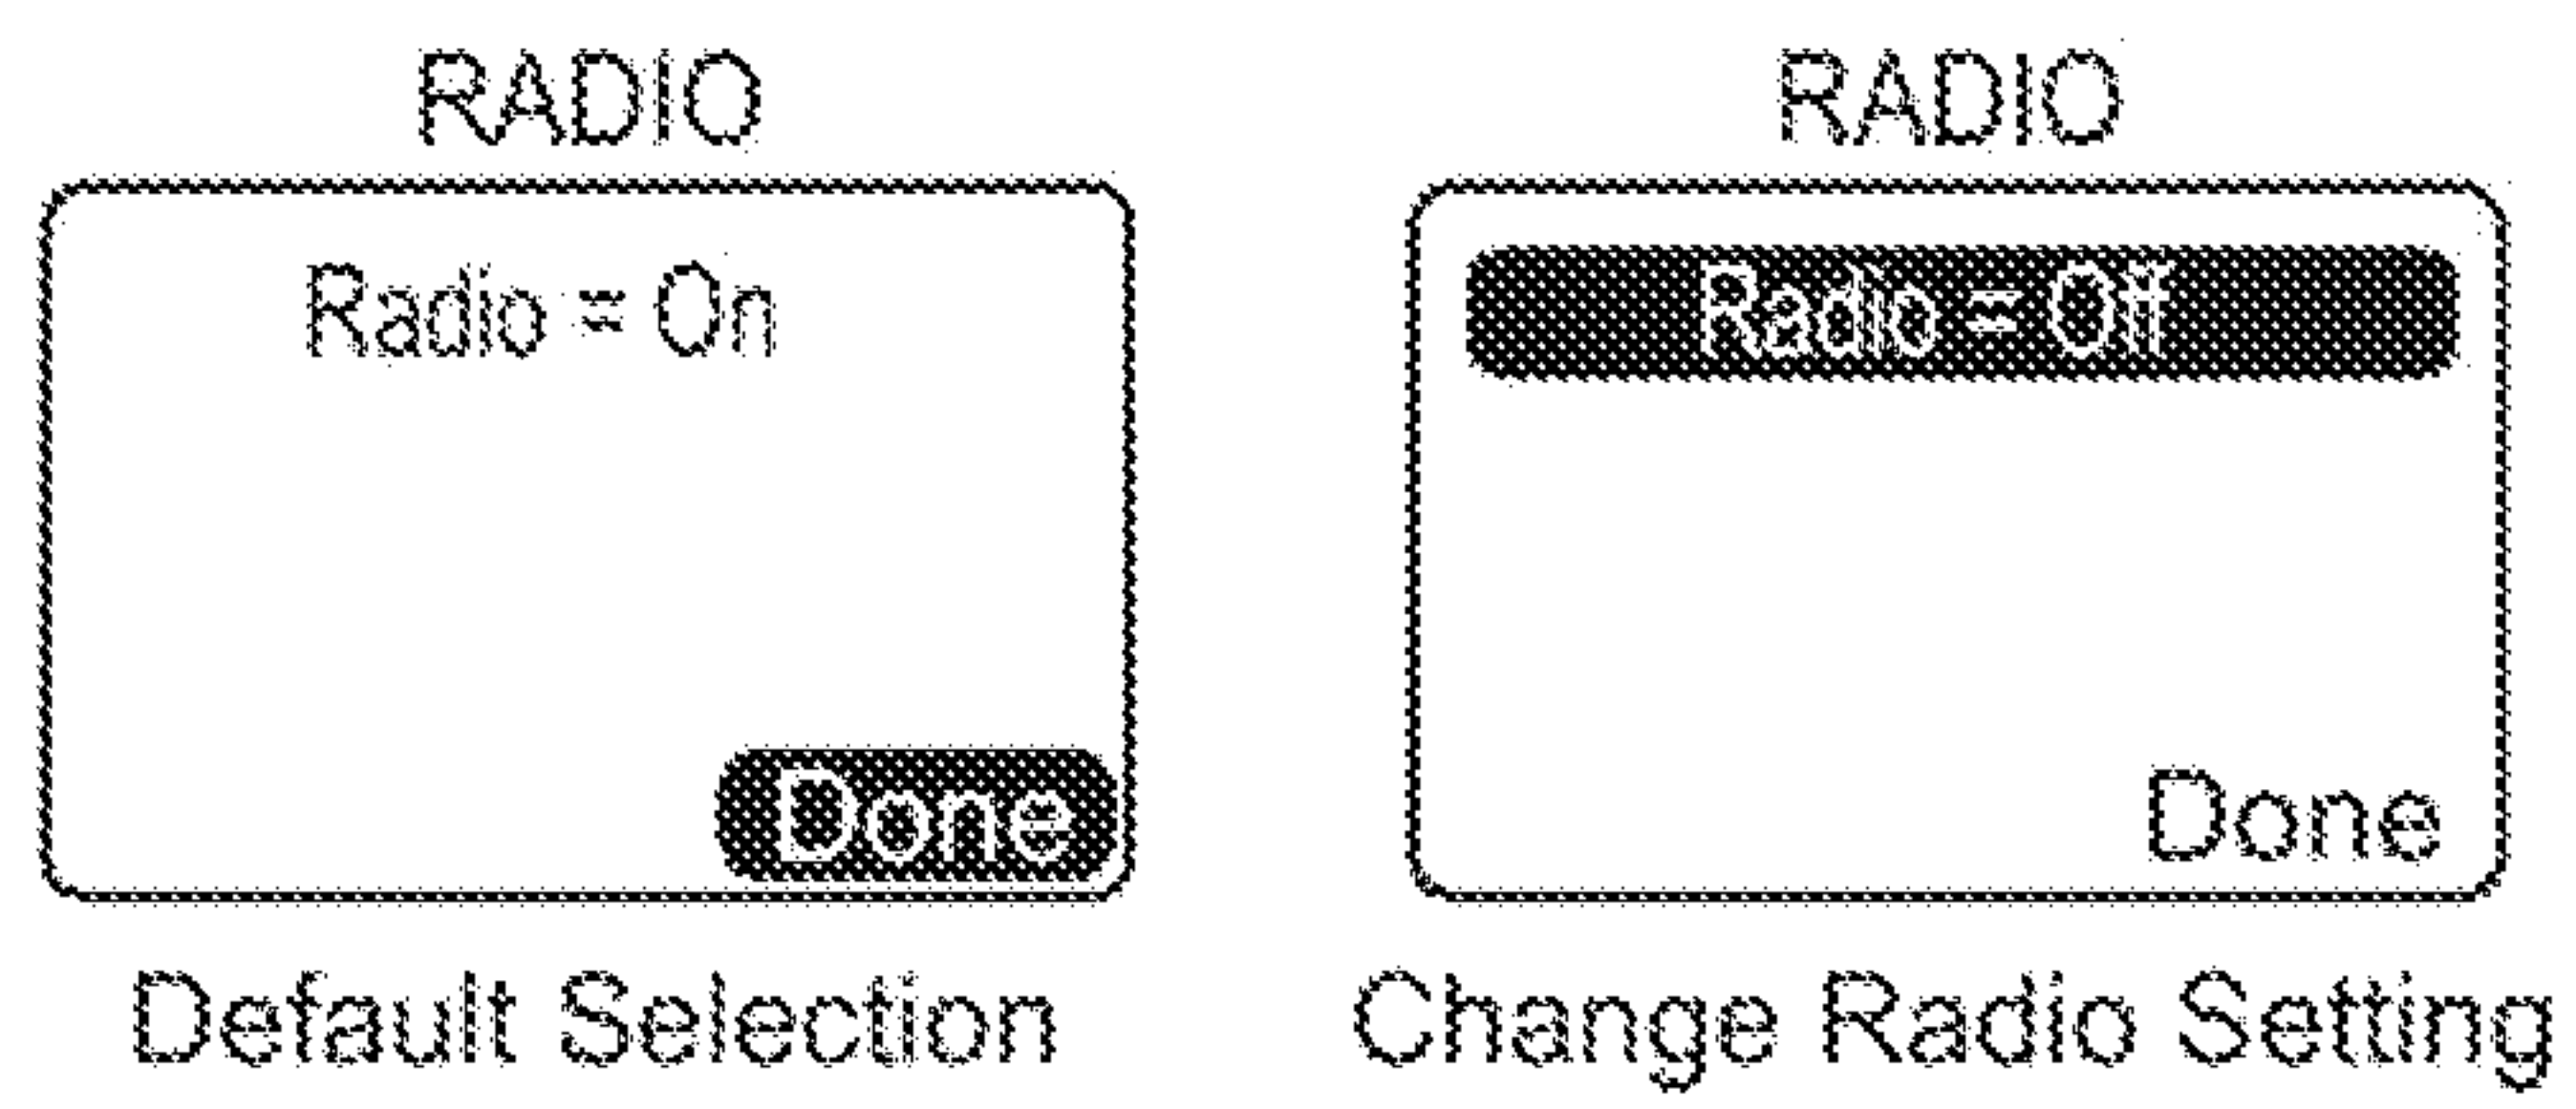 RADIO
Radio = On
Done
Default Selection
RADIO
Radio = Off
Done
Change Radio Setting